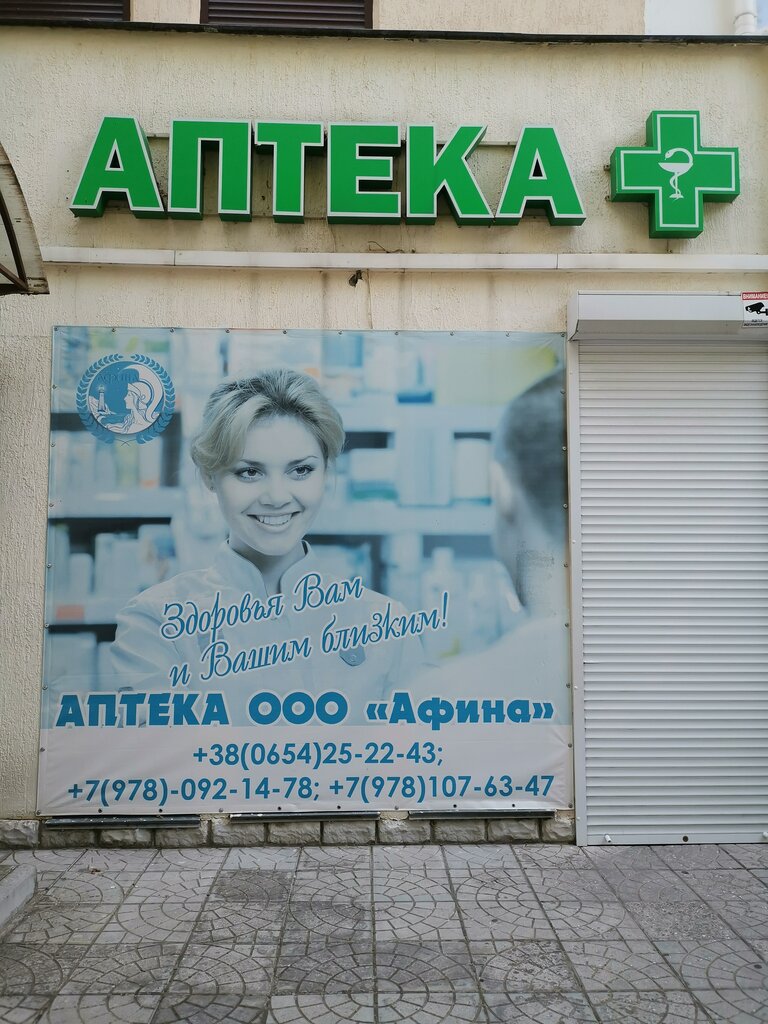 АПТЕКА
ВНИМАНИЕ!
Здоровья Вам
и Вашим близким!
АПТЕКА ООО «Афина»
+38(0654)25-22-43;
+7(978)-092-14-78; +7(978)107-63-47